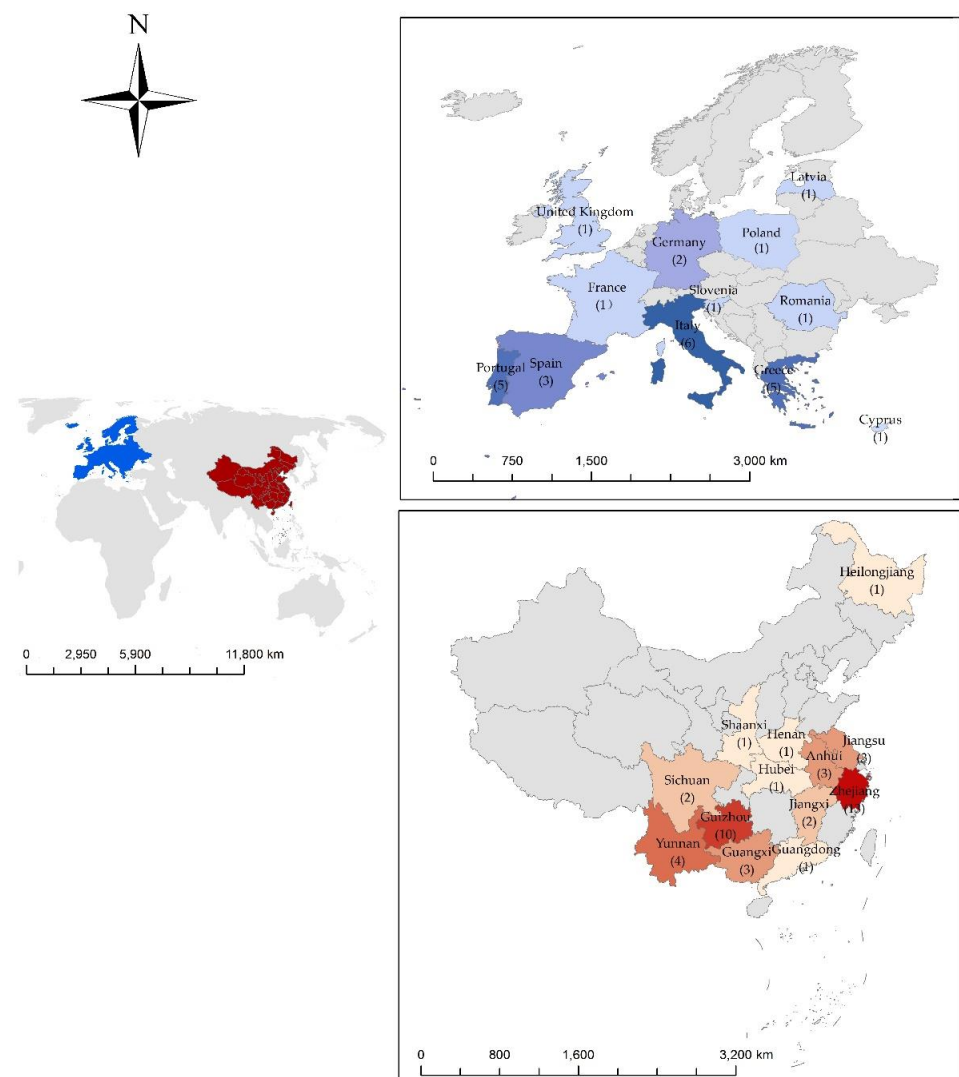 N
Latvia
(1)
United Kingdom
(1)
Germany
(2)
Poland
(1)
France
(1)
Slovenia
(1)
Romania
(1)
Italy
(6)
Portugal
(5)
Spain
(3)
Greece
(5)
Cyprus
(1)
0 750 1,500 3,000 km
0 2,950 5,900 11,800 km
Heilongjiang
(1)
Shaanxi
(1)
Henan
(1)
Jiangsu
(3)
Anhui
(3)
Hubei
(1)
Sichuan
(2)
Zhejiang
(13)
Jiangxi
(2)
Guizhou
(10)
Yunnan
(4)
Guangxi
(3)
Guangdong
(1)
0 800 1,600 3,200 km